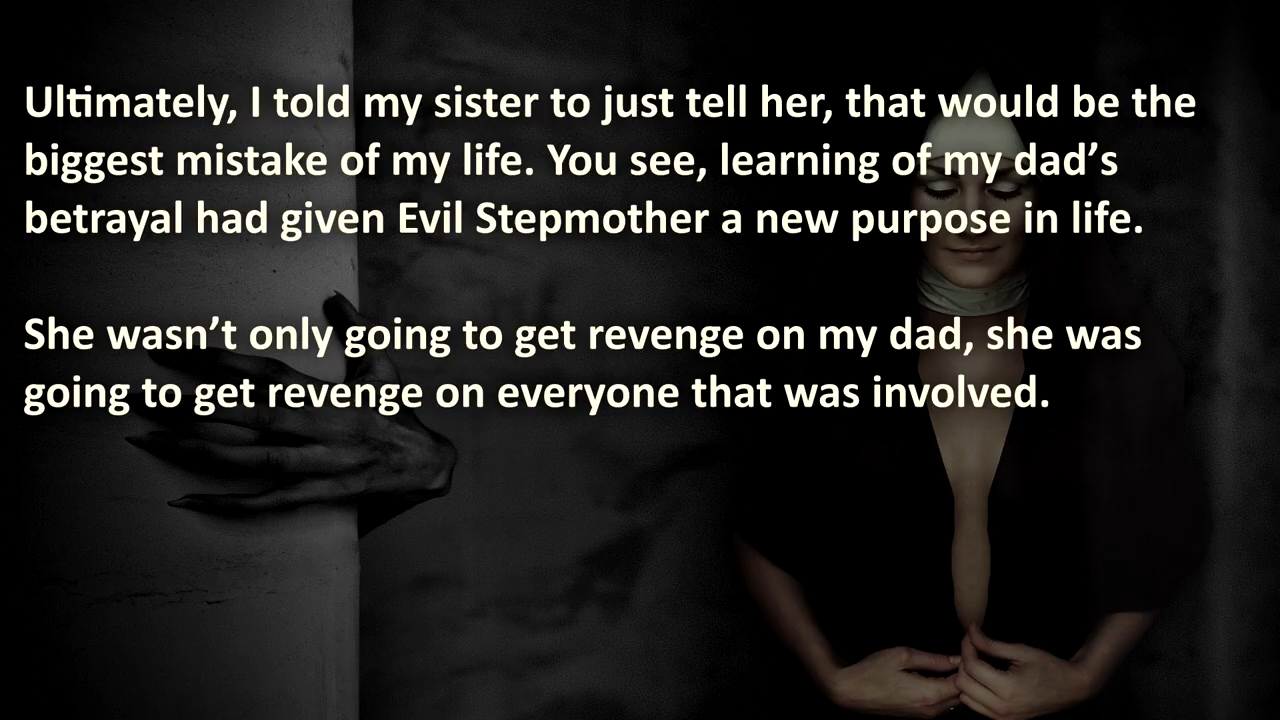 Ultimately, I told my sister to just tell her, that would be the
biggest mistake of my life. You see, learning of my dad’s
betrayal had given Evil Stepmother a new purpose in life.
She wasn’t only going to get revenge on my dad, she was
going to get revenge on everyone that was involved.